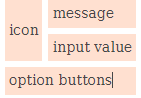 message
icon
input value
option buttons